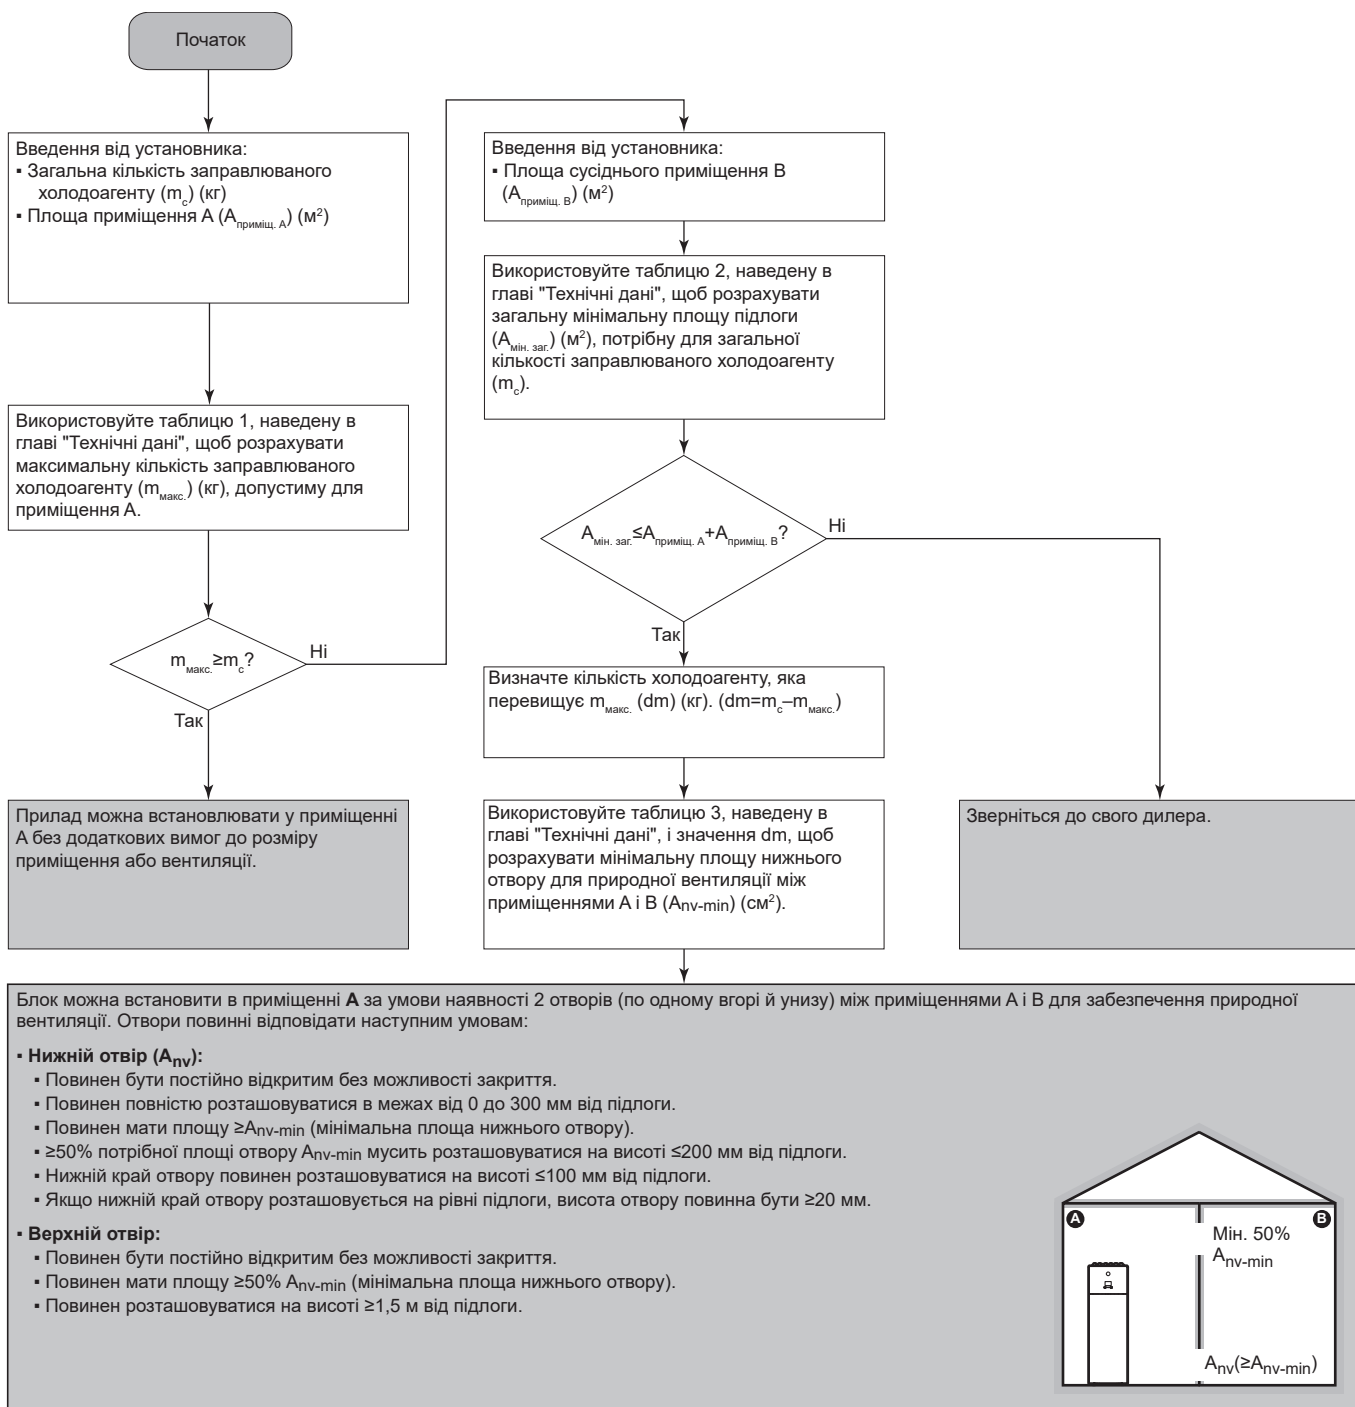 Початок
Введення від установника:
▪ Загальна кількість заправлюваного
холодоагенту (mc) (кг)
▪ Площа приміщення A (Aприміщ. A) (м²)
Використовуйте таблицю 1, наведену в
главі "Технічні дані", щоб розрахувати
максимальну кількість заправлюваного
холодоагенту (mмакс.) (кг), допустиму для
приміщення A.
mмакс.≥mc?
Ні
Так
Прилад можна встановлювати у приміщенні
A без додаткових вимог до розміру
приміщення або вентиляції.
Введення від установника:
▪ Площа сусіднього приміщення B
(Aприміщ. B) (м²)
Використовуйте таблицю 2, наведену в
главі "Технічні дані", щоб розрахувати
загальну мінімальну площу підлоги
(Aмін. заг.) (м²), потрібну для загальної
кількості заправлюваного холодоагенту
(mc).
Aмін. заг.≤Aприміщ. A+Aприміщ. B?
Ні
Так
Визначте кількість холодоагенту, яка
перевищує mмакс. (dm) (кг). (dm=mc–mмакс.)
Використовуйте таблицю 3, наведену в
главі "Технічні дані", і значення dm, щоб
розрахувати мінімальну площу нижнього
отвору для природної вентиляції між
приміщеннями A і B (Anv-min) (см²).
Зверніться до свого дилера.
Блок можна встановити в приміщенні A за умови наявності 2 отворів (по одному вгорі й унизу) між приміщеннями A і B для забезпечення природної
вентиляції. Отвори повинні відповідати наступним умовам:
▪ Нижній отвір (Anv):
▪ Повинен бути постійно відкритим без можливості закриття.
▪ Повинен повністю розташовуватися в межах від 0 до 300 мм від підлоги.
▪ Повинен мати площу ≥Anv-min (мінімальна площа нижнього отвору).
▪ ≥50% потрібної площі отвору Anv-min мусить розташовуватися на висоті ≤200 мм від підлоги.
▪ Нижній край отвору повинен розташовуватися на висоті ≤100 мм від підлоги.
▪ Якщо нижній край отвору розташовується на рівні підлоги, висота отвору повинна бути ≥20 мм.
▪ Верхній отвір:
▪ Повинен бути постійно відкритим без можливості закриття.
▪ Повинен мати площу ≥50% Anv-min (мінімальна площа нижнього отвору).
▪ Повинен розташовуватися на висоті ≥1,5 м від підлоги.
A
B
Мін. 50%
Anv-min
Anv(≥Anv-min)